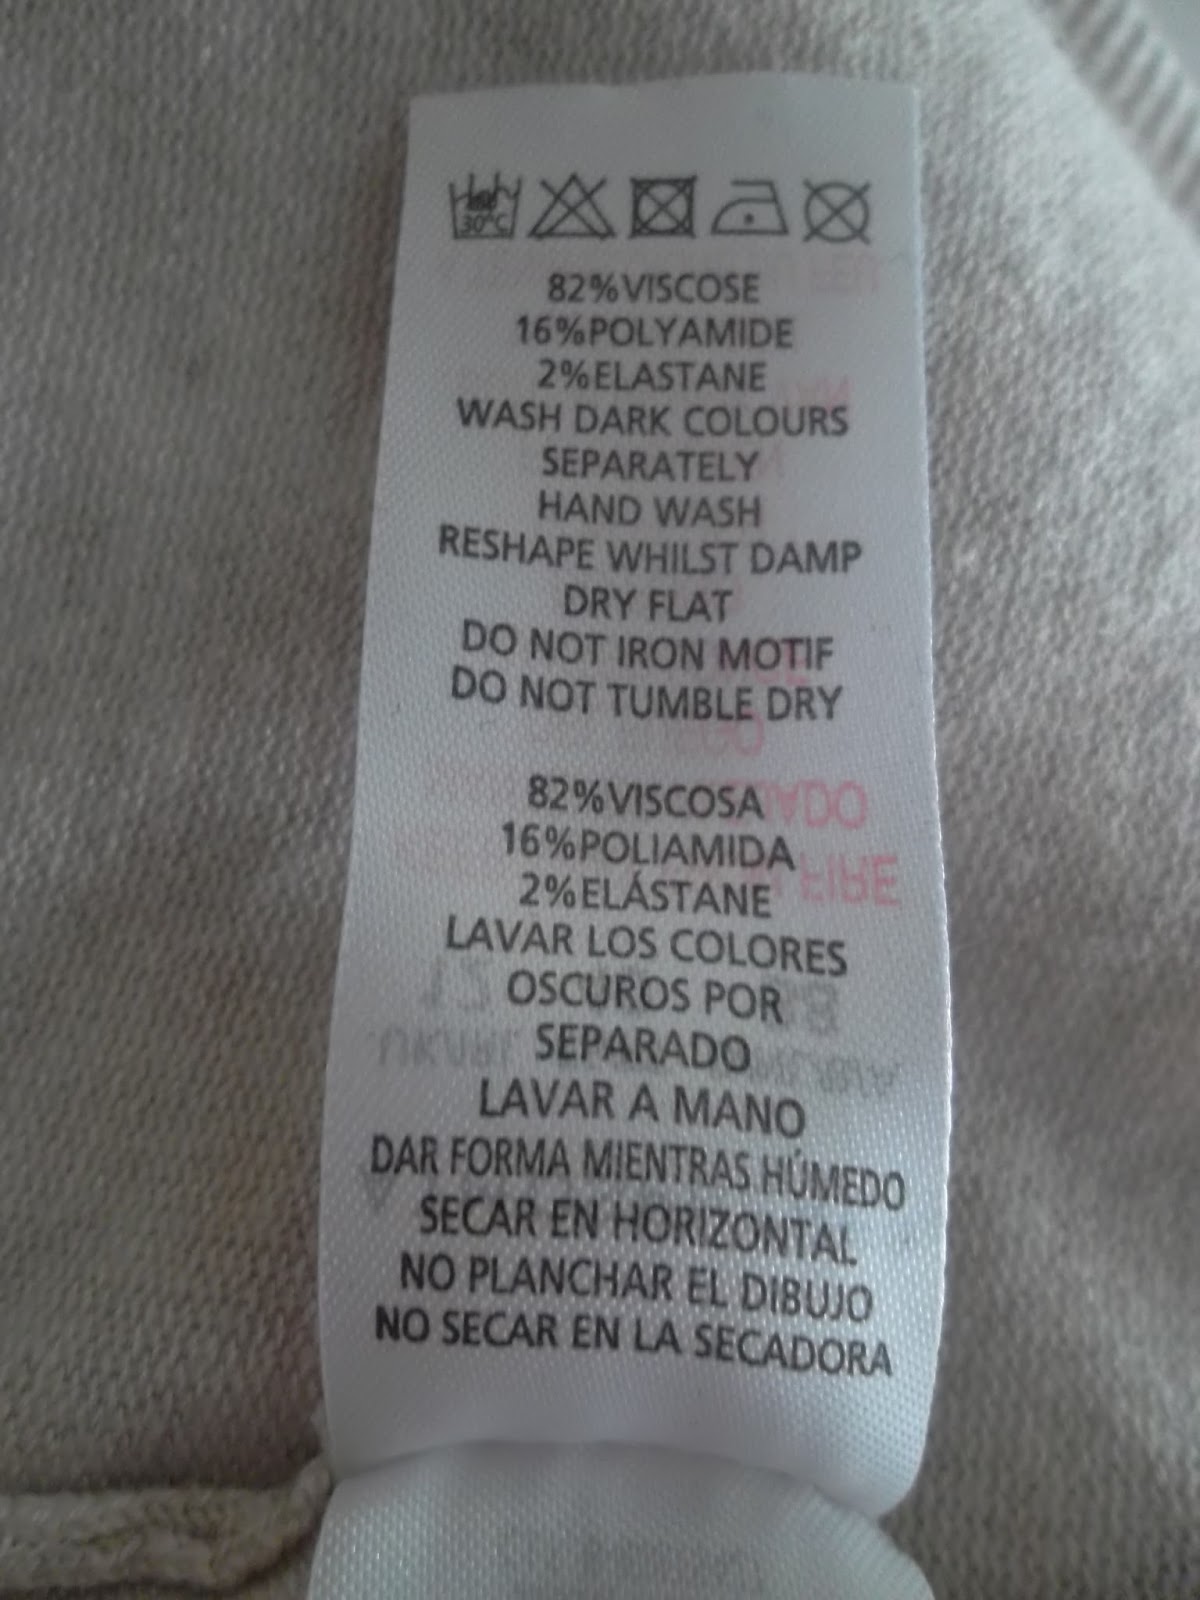 30°C
82%VISCOSE
16%POLYAMIDE
2%ELASTANE
WASH DARK COLOURS
SEPARATELY
HAND WASH
RESHAPE WHILST DAMP
DRY FLAT
DO NOT IRON MOTIF
DO NOT TUMBLE DRY
82%VISCOSA
16%POLIAMIDA
2%ELÁSTANE
LAVAR LOS COLORES
OSCUROS POR
SEPARADO
LAVAR A MANO
DAR FORMA MIENTRAS HÚMEDO
SECAR EN HORIZONTAL
NO PLANCHAR EL DIBUJO
NO SECAR EN LA SECADORA